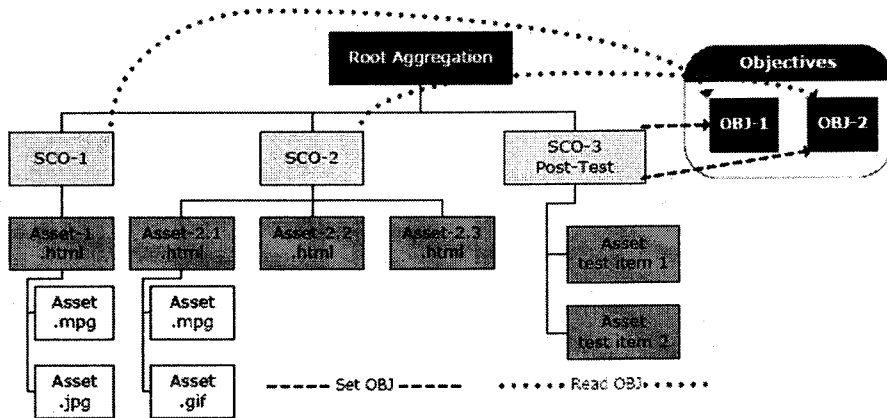 Root Aggregation
Objectives
OBJ-1
OBJ-2
SCO-1
SCO-2
SCO-3
Post-Test
Asset-1
.html
Asset-2.1
.html
Asset-2.2
.html
Asset-2.3
.html
Asset
test item 1
Asset
.mpg
Asset
.mpg
Asset
test item 2
Asset
.jpg
Asset
.gif
Set OBJ
Read OBJ